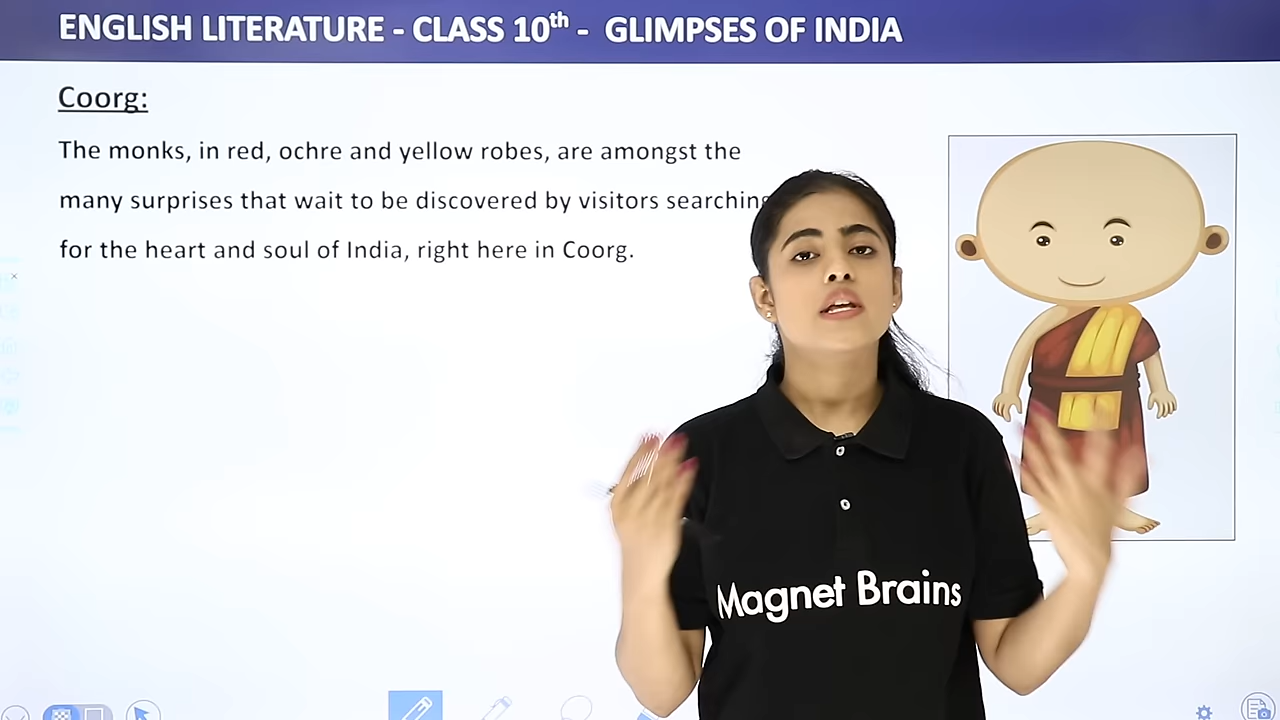 ENGLISH LITERATURE - CLASS 10th - GLIMPSES OF INDIA
Coorg:
The monks, in red, ochre and yellow robes, are amongst the
many surprises that wait to be discovered by visitors searching
for the heart and soul of India, right here in Coorg.
Magnet Brains